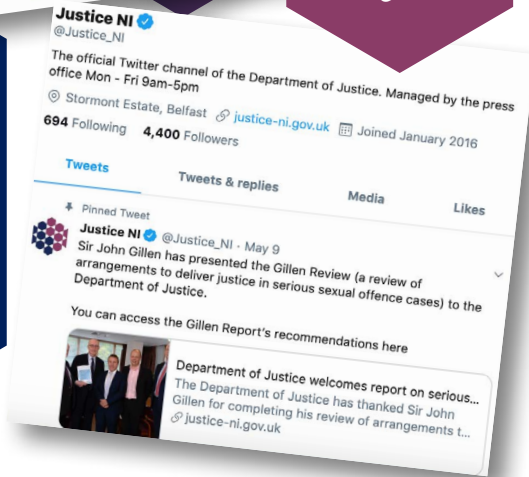 Justice NI
@Justice_NI
The official Twitter channel of the Department of Justice. Managed by the press
office Mon - Fri 9am-5pm
Stormont Estate, Belfast justice-ni.gov.uk Joined January 2016
694 Following 4,400 Followers
Tweets Tweets & replies Media Likes
Pinned Tweet
Justice NI @Justice_NI · May 9
Sir John Gillen has presented the Gillen Review (a review of
arrangements to deliver justice in serious sexual offence cases) to the
Department of Justice.
You can access the Gillen Report's recommendations here
Department of Justice welcomes report on serious...
The Department of Justice has thanked Sir John
Gillen for completing his review of arrangements t...
justice-ni.gov.uk